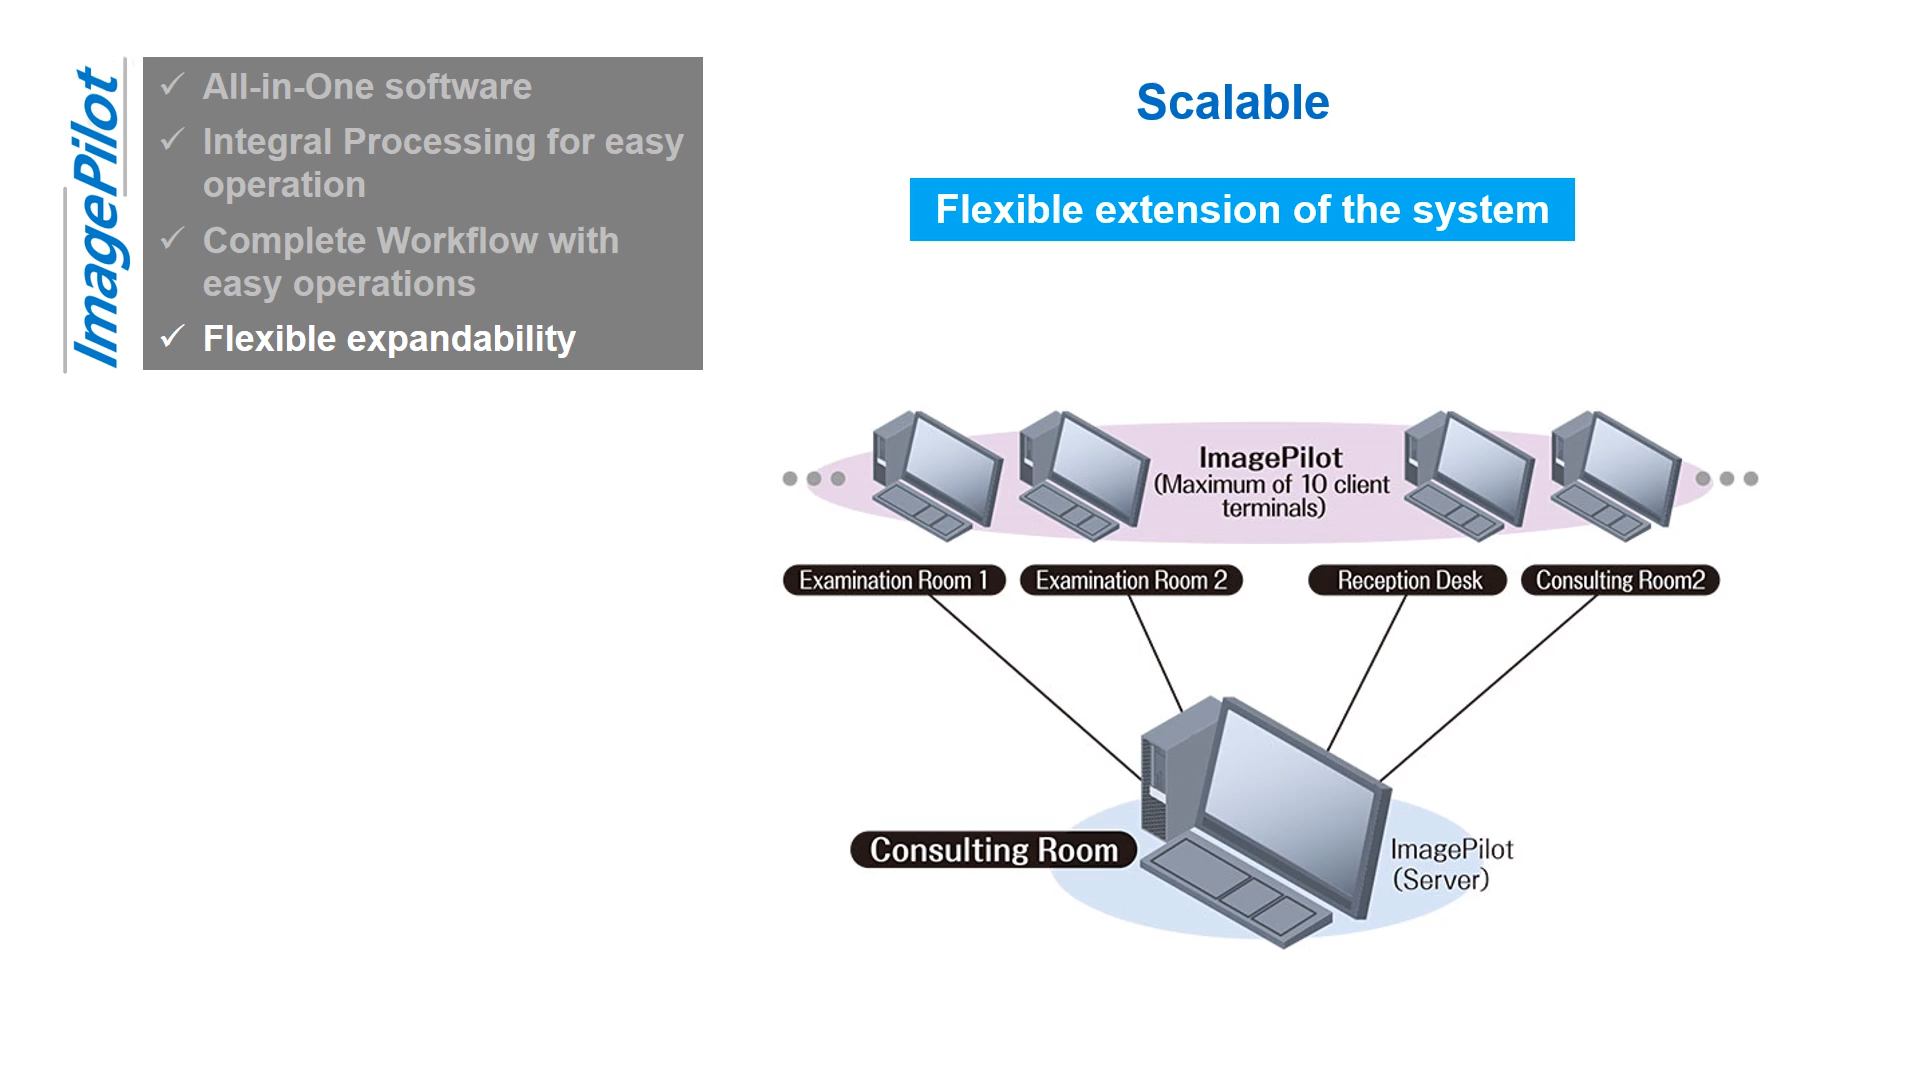 ImagePilot
✓ All-in-One software
✓ Integral Processing for easy
operation
✓ Complete Workflow with
easy operations
✓ Flexible expandability
Scalable
Flexible extension of the system
ImagePilot
(Maximum of 10 client
terminals)
Examination Room 1
Examination Room 2
Reception Desk
Consulting Room2
Consulting Room
ImagePilot
(Server)